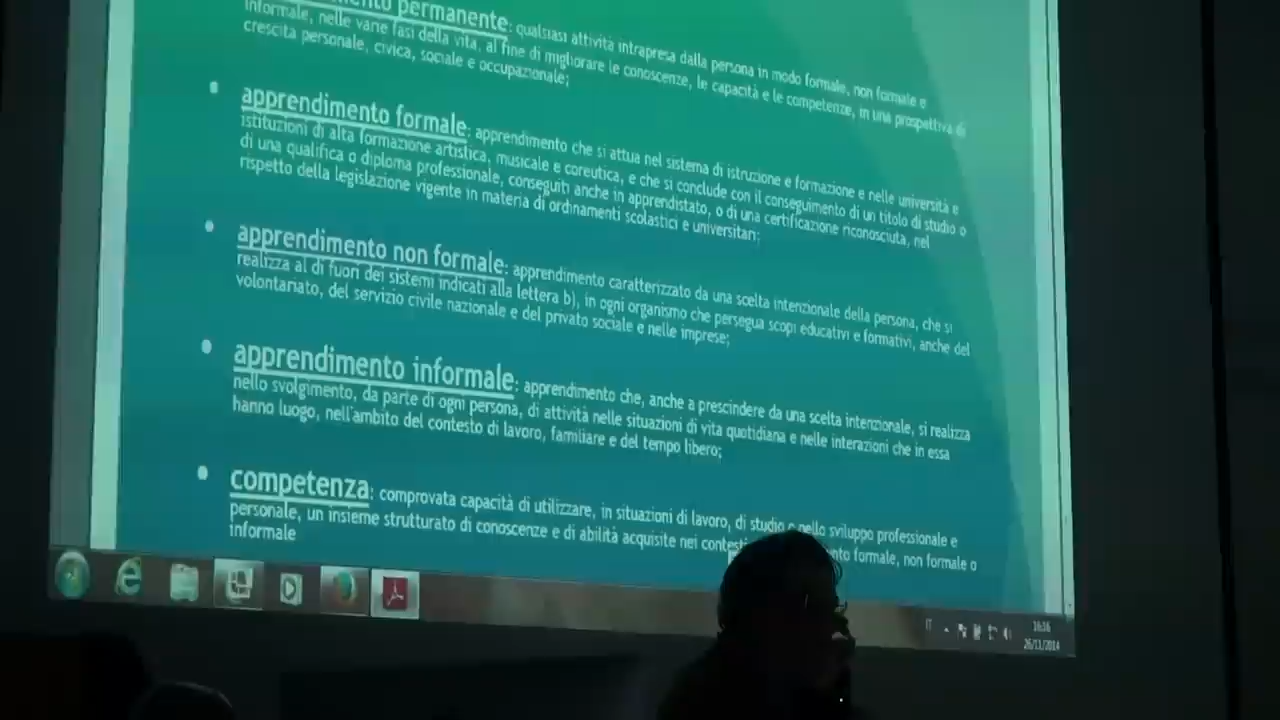 mento permanente: qualsiasi attività intrapresa dalla persona in modo formale, non formale e
informale, nelle varie fasi della vita, al fine di migliorare le conoscenze, le capacità e le competenze, in una prospettiva di
crescita personale, civica, sociale e occupazionale;
apprendimento formale: apprendimento che si attua nel sistema di istruzione e formazione e nelle università e
istituzioni di alta formazione artistica, musicale e coreutica, e che si conclude con il conseguimento di un titolo di studio o
di una qualifica o diploma professionale, conseguiti anche in apprendistato, o di una certificazione riconosciuta, nel
rispetto della legislazione vigente in materia di ordinamenti scolastici e universitari;
apprendimento non formale: apprendimento caratterizzato da una scelta intenzionale della persona, che si
realizza al di fuori dei sistemi indicati alla lettera b), in ogni organismo che persegua scopi educativi e formativi, anche del
volontariato, del servizio civile nazionale e del privato sociale e nelle imprese;
apprendimento informale: apprendimento che, anche a prescindere da una scelta intenzionale, si realizza
nello svolgimento, da parte di ogni persona, di attività nelle situazioni di vita quotidiana e nelle interazioni che in essa
hanno luogo, nell'ambito del contesto di lavoro, familiare e del tempo libero;
competenza: comprovata capacità di utilizzare, in situazioni di lavoro, di studio o nello sviluppo professionale e
personale, un insieme strutturato di conoscenze e di abilità acquisite nei contesti nto formale, non formale o
informale
IT
16:16
26/11/2014